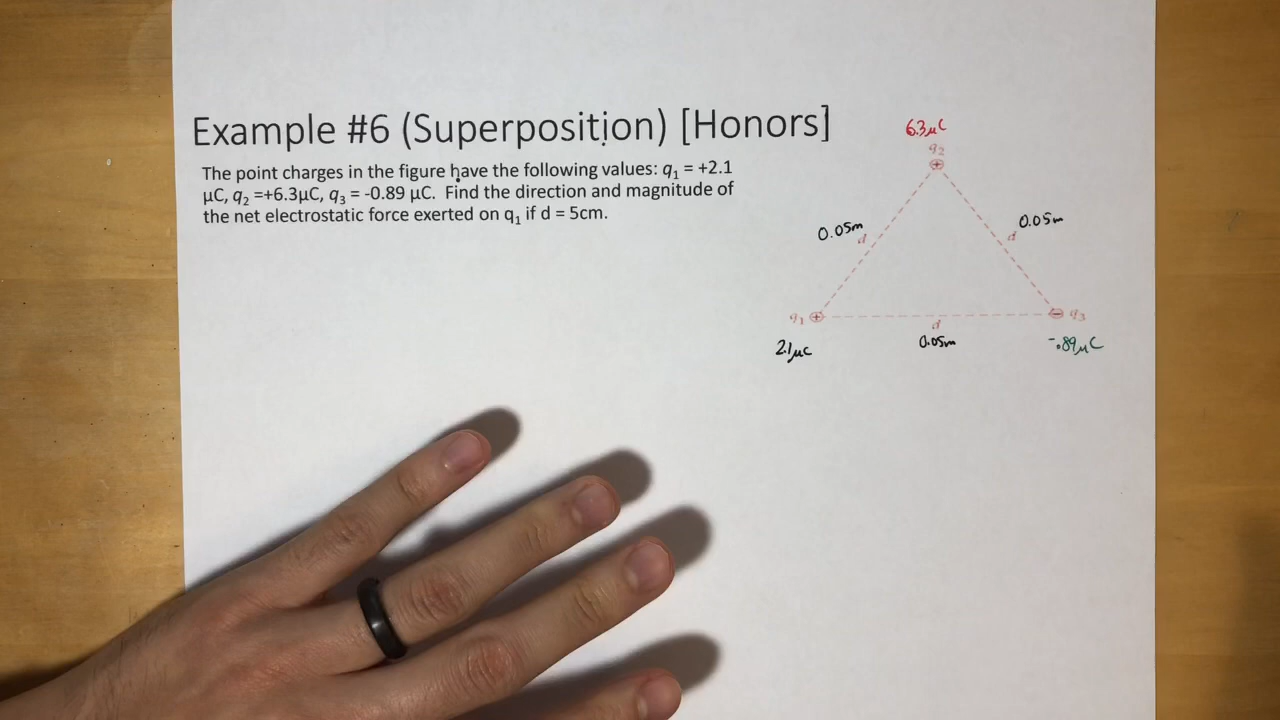 Example #6 (Superposition) [Honors]
The point charges in the figure have the following values: q₁ = +2.1
μC, q₂ =+6.3μC, q₃ = -0.89 μC. Find the direction and magnitude of
the net electrostatic force exerted on q₁ if d = 5cm.
6.3μC
q₂
+
0.05m
d
0.05m
d
q₁ +
− q₃
d
2.1μC
0.05m
-.89μC